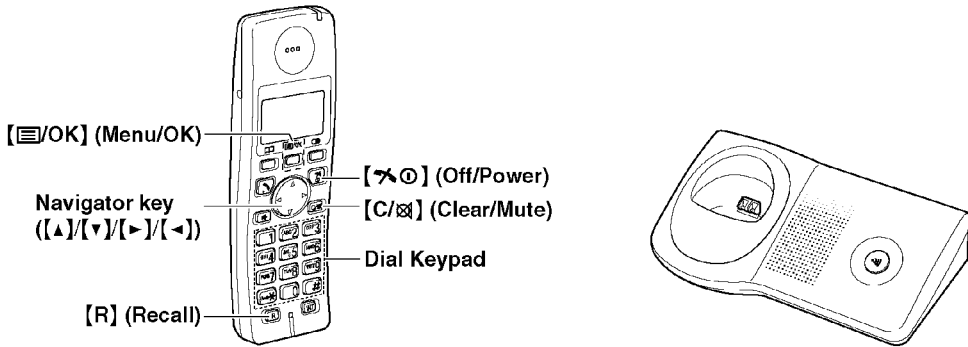 【☰/OK】 (Menu/OK)
Navigator key
(【▲】/【▼】/【►】/【◄】)
【R】 (Recall)
【✕⏻】 (Off/Power)
【C/🕨】 (Clear/Mute)
Dial Keypad